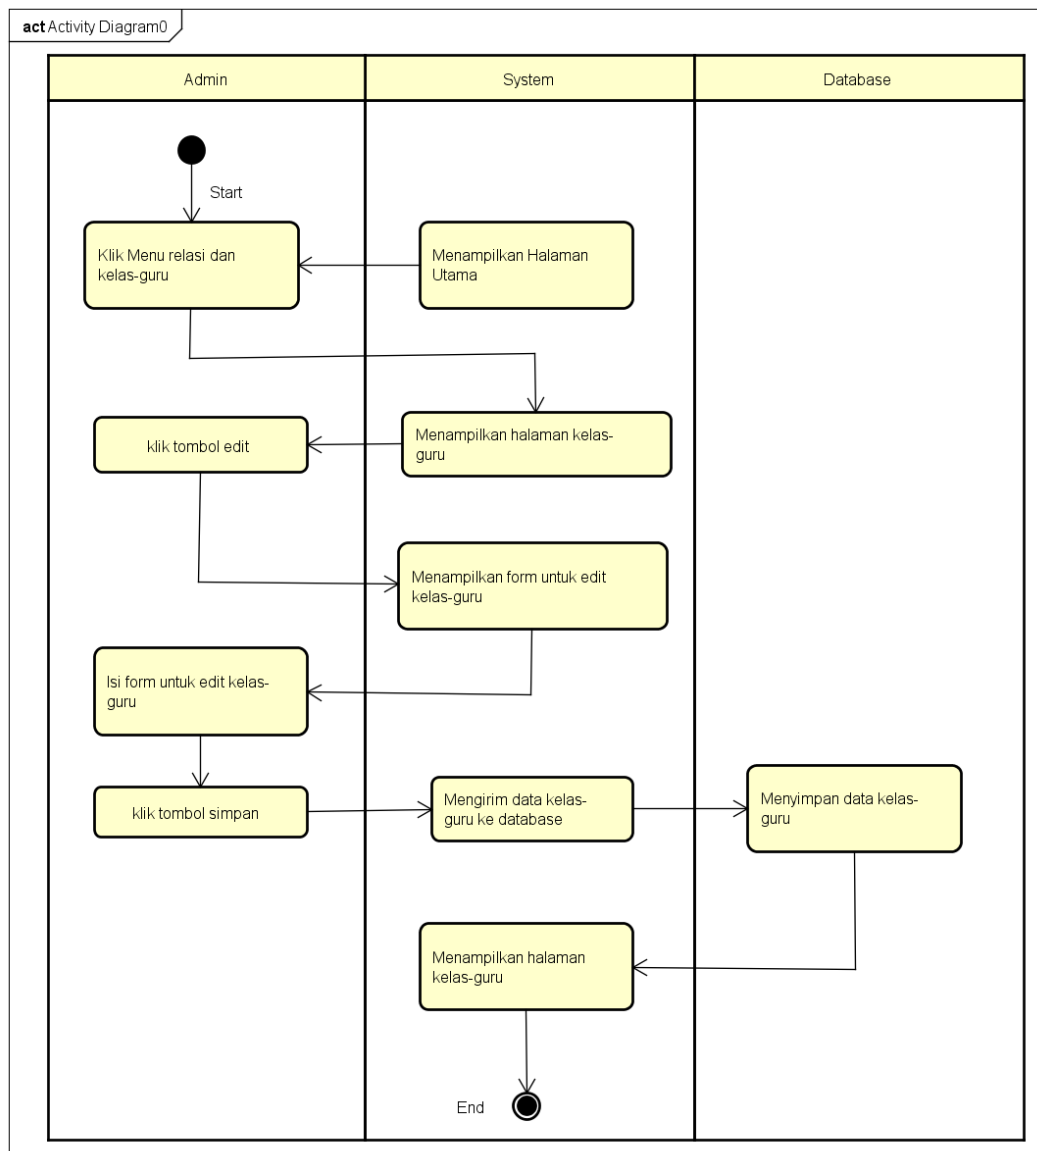 act Activity Diagram0
Admin
System
Database
Start
Klik Menu relasi dan
kelas-guru
Menampilkan Halaman
Utama
Menampilkan halaman kelas-
guru
klik tombol edit
Menampilkan form untuk edit
kelas-guru
Isi form untuk edit kelas-
guru
klik tombol simpan
Mengirim data kelas-
guru ke database
Menyimpan data kelas-
guru
Menampilkan halaman
kelas-guru
End